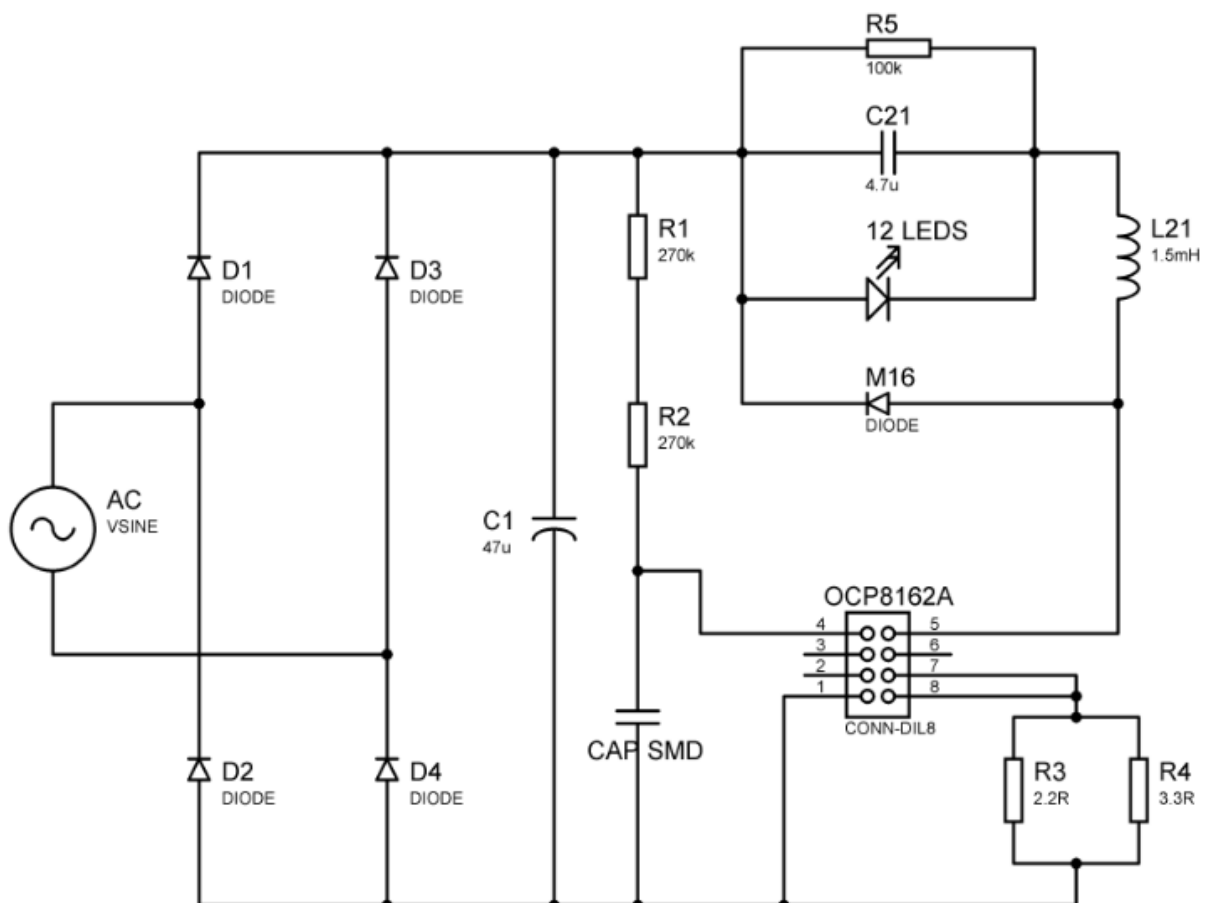 R5
100k
C21
4.7u
12 LEDS
L21
1.5mH
R1
270k
D1
DIODE
D3
DIODE
M16
DIODE
R2
270k
AC
VSINE
C1
47u
OCP8162A
4 5
3 6
2 7
1 8
CONN-DIL8
CAP SMD
D2
DIODE
D4
DIODE
R3
2.2R
R4
3.3R